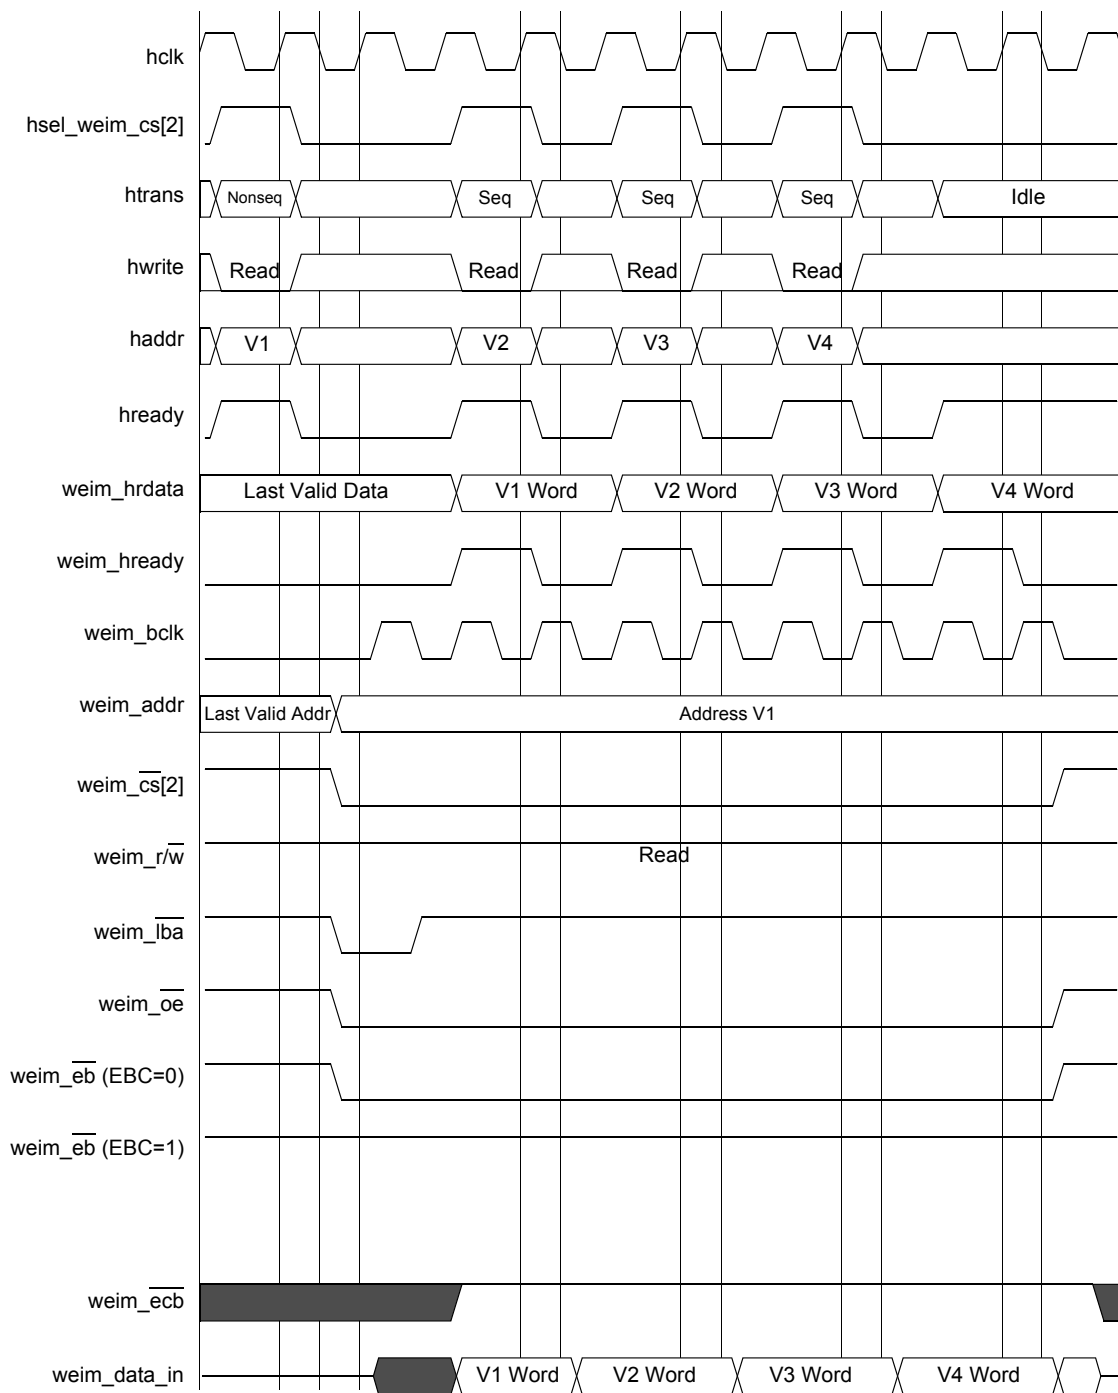 hclk
hsel_weim_cs[2]
htrans Nonseq Seq Seq Seq Idle
hwrite Read Read Read Read
haddr V1 V2 V3 V4
hready
weim_hrdata Last Valid Data V1 Word V2 Word V3 Word V4 Word
weim_hready
weim_bclk
weim_addr Last Valid Addr Address V1
weim_cs[2]
weim_r/w Read
weim_lba
weim_oe
weim_eb (EBC=0)
weim_eb (EBC=1)
weim_ecb
weim_data_in V1 Word V2 Word V3 Word V4 Word